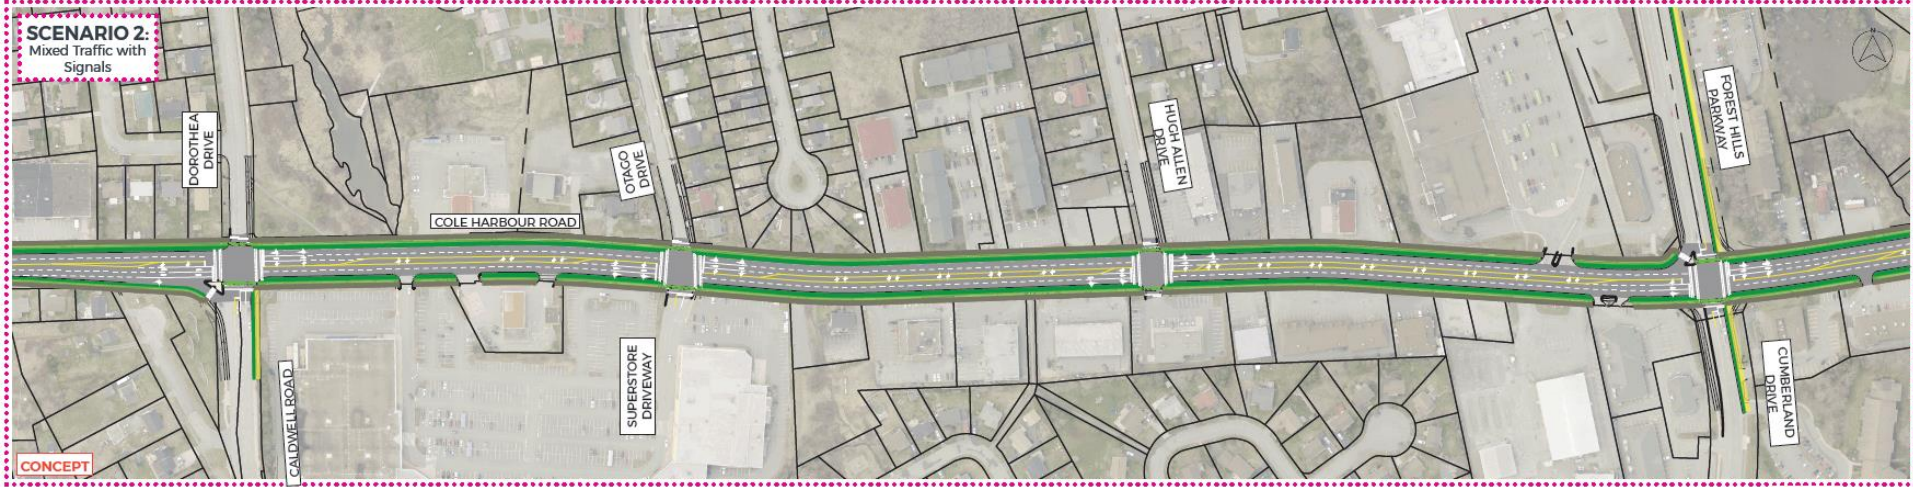 SCENARIO 2:
Mixed Traffic with
Signals
N
DOROTHEA
DRIVE
COLE HARBOUR ROAD
OTAGO
DRIVE
HUGH ALLEN
DRIVE
FOREST HILLS
PARKWAY
CALDWELL ROAD
SUPERSTORE
DRIVEWAY
CUMBERLAND
DRIVE
CONCEPT